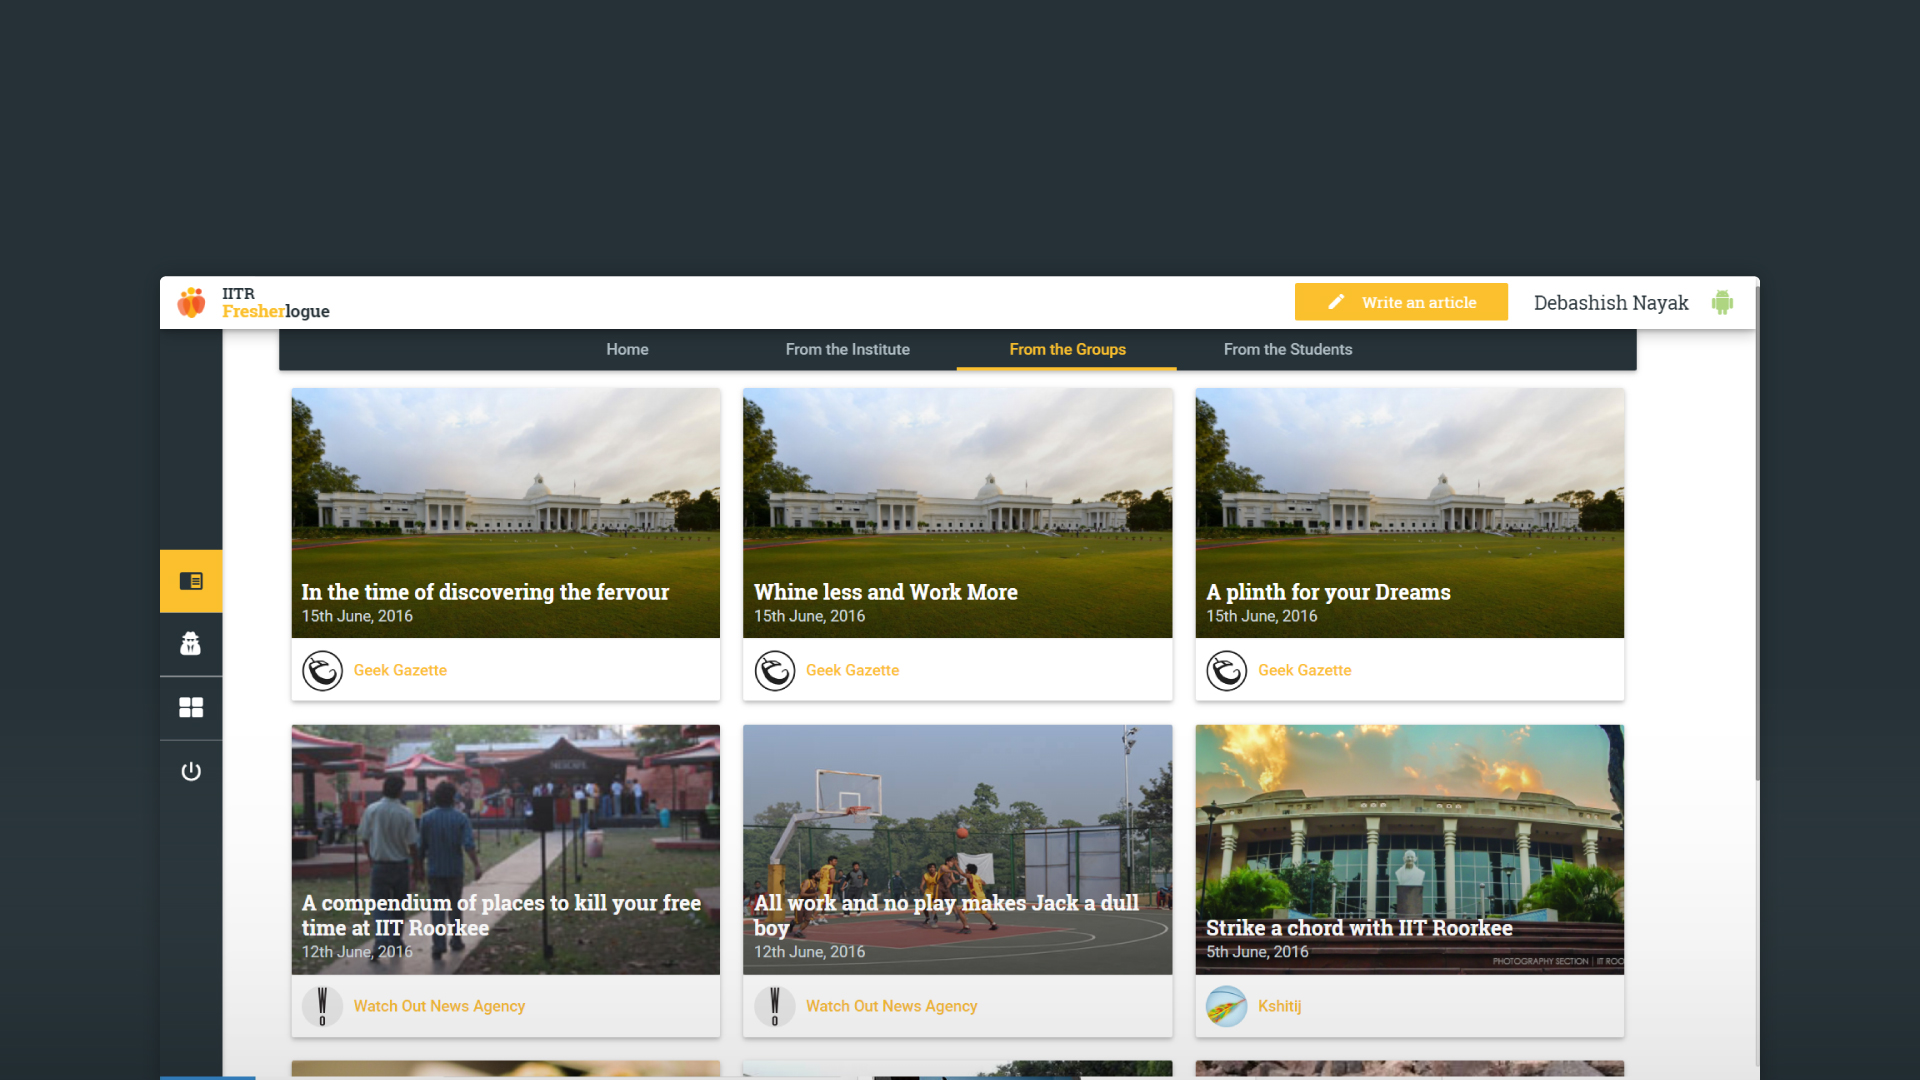 IITR
Fresherlogue
Write an article
Debashish Nayak
Home
From the Institute
From the Groups
From the Students
In the time of discovering the fervour
15th June, 2016
Geek Gazette
Whine less and Work More
15th June, 2016
Geek Gazette
A plinth for your Dreams
15th June, 2016
Geek Gazette
NESCAFE
A compendium of places to kill your free
time at IIT Roorkee
12th June, 2016
WO
Watch Out News Agency
All work and no play makes Jack a dull
boy
12th June, 2016
WO
Watch Out News Agency
Strike a chord with IIT Roorkee
5th June, 2016
PHOTOGRAPHY SECTION | IIT ROO
Kshitij